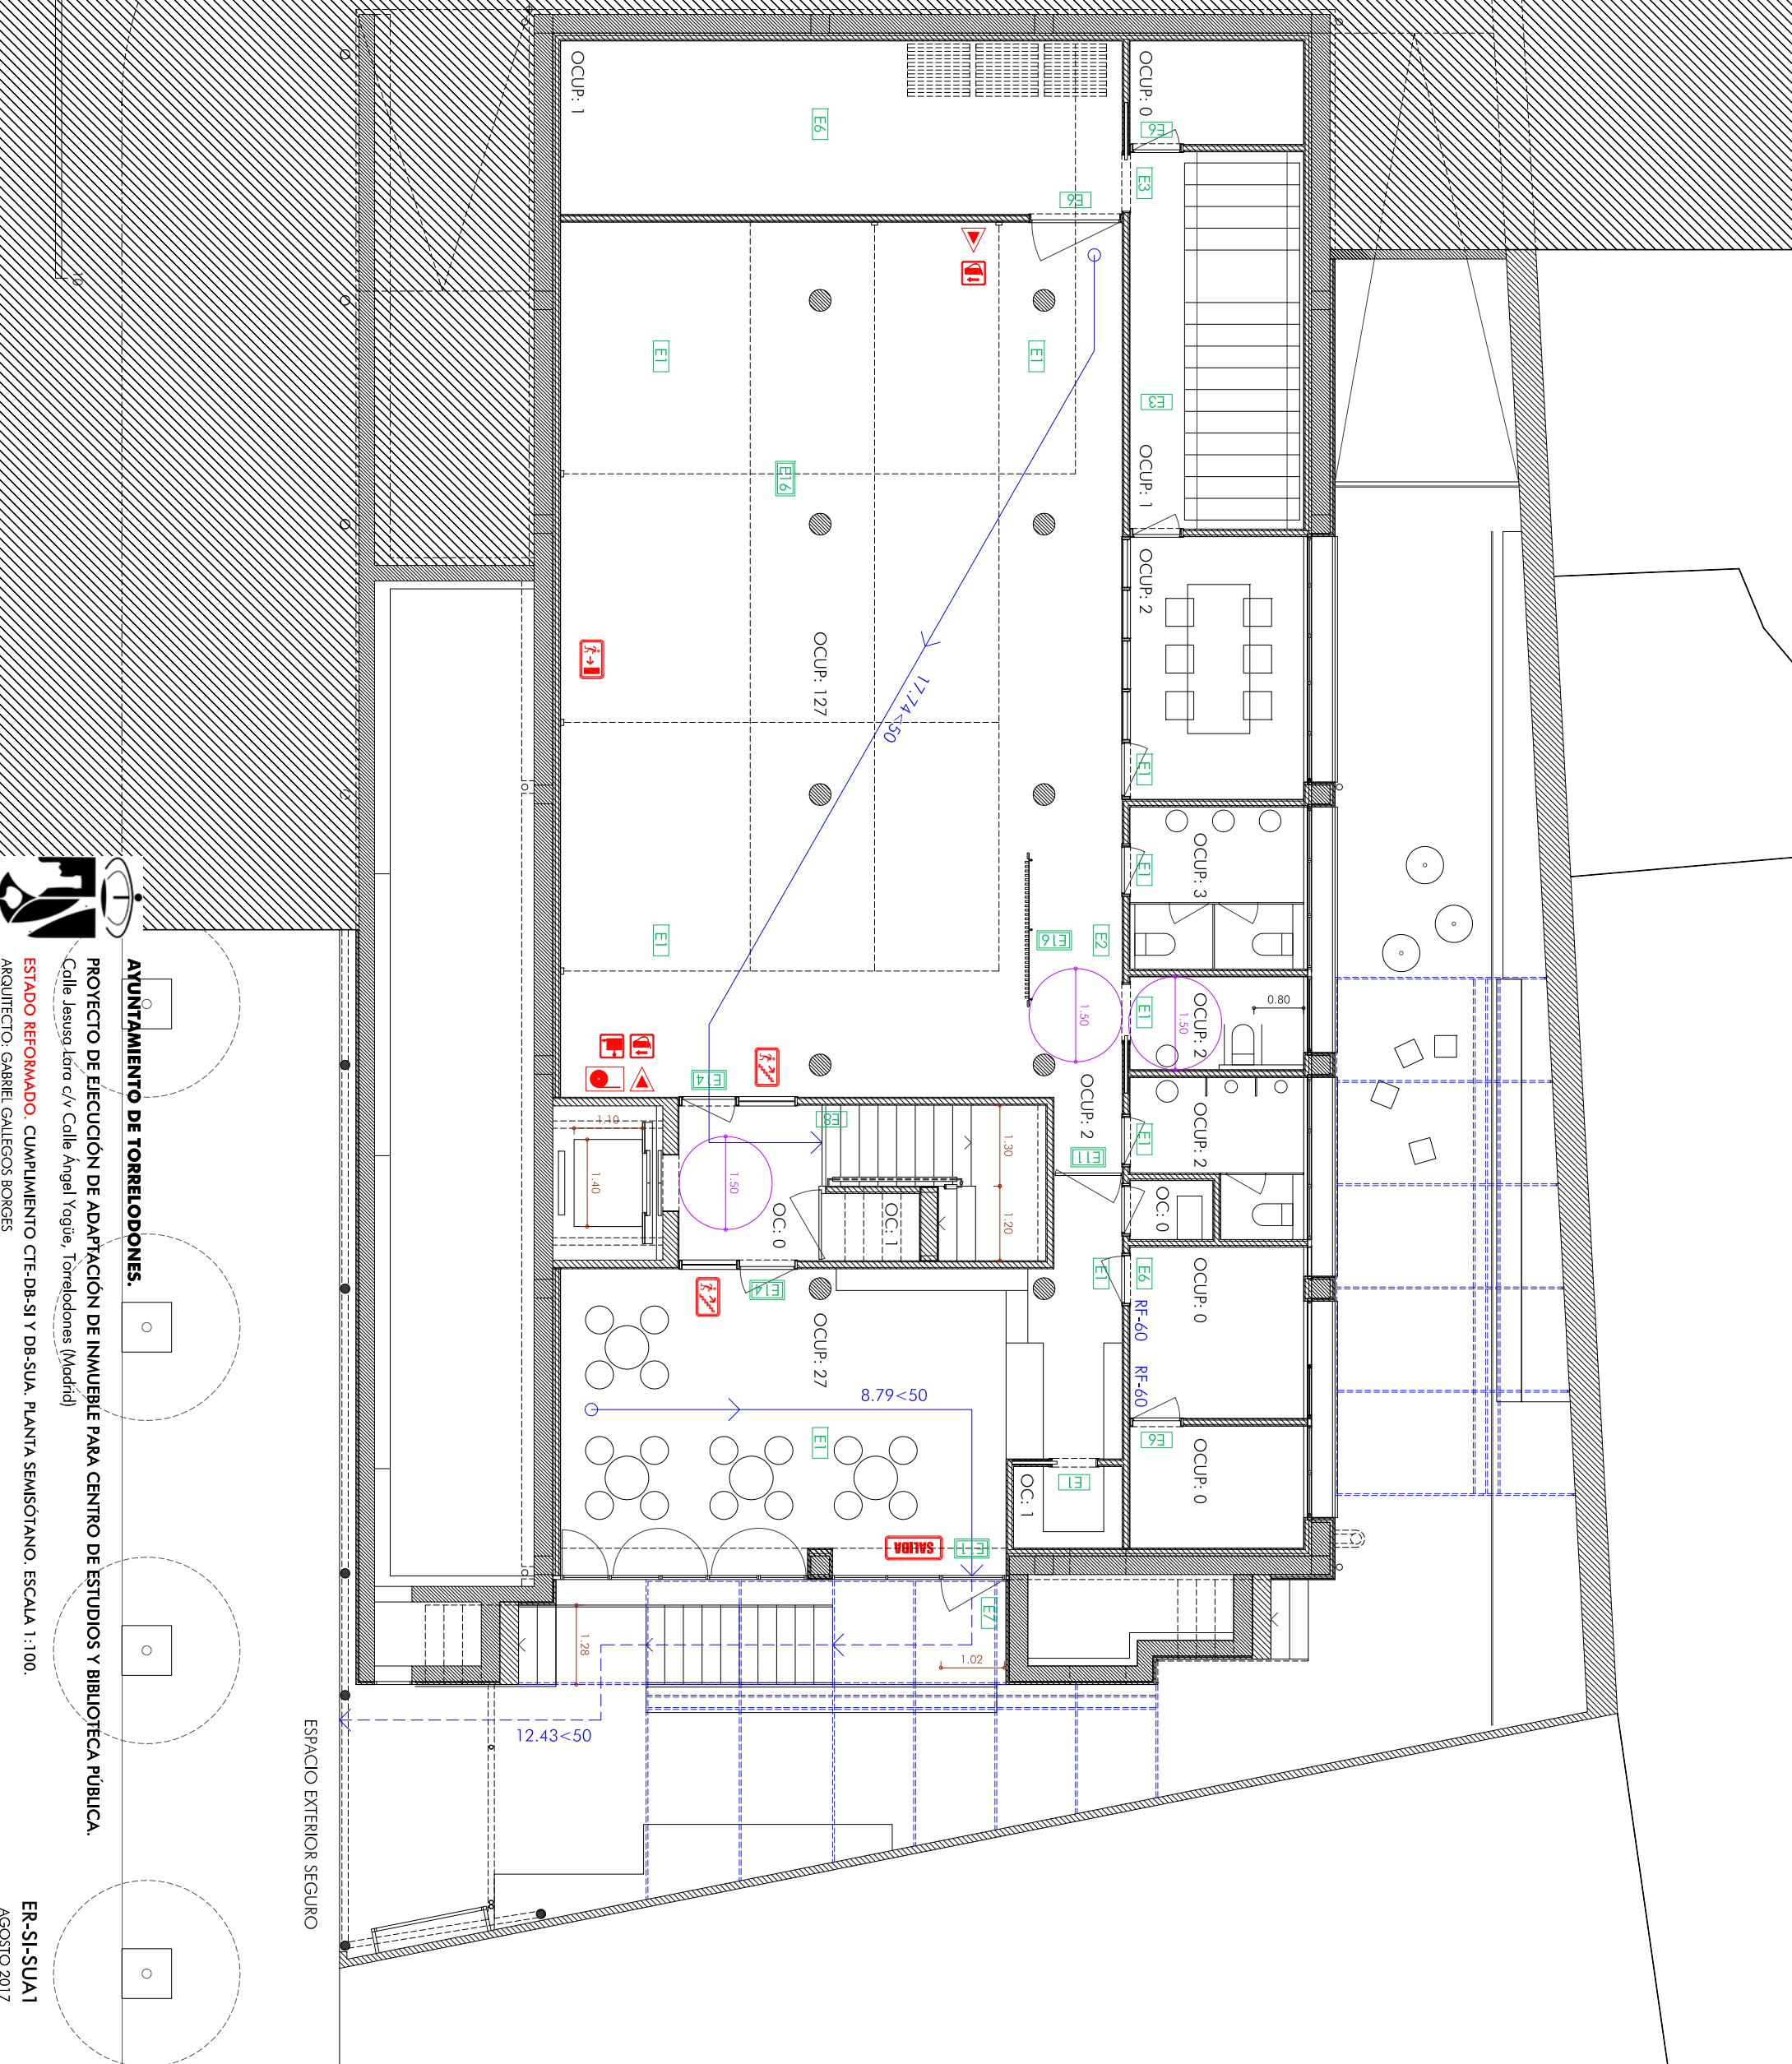 OCUP: 1
OCUP: 0
E6
E6
E3
E6
E1
E1
E3
OCUP: 1
E16
OCUP: 2
OCUP: 127
17.74<50
E1
OCUP: 3
E1
E1
E16
E2
1.50
E1
OCUP: 2
1.50
0.80
E14
OCUP: 2
OCUP: 2
E1
E8
E11
1.10
1.40
1.50
1.30
1.20
OC: 0
OC: 1
OC: 0
E14
E1
E6
RF-60
RF-60
OCUP: 0
OCUP: 27
8.79<50
E1
E6
OCUP: 0
E1
OC: 1
SALIDA
E11
E7
1.28
1.02
12.43<50
ESPACIO EXTERIOR SEGURO
10
AYUNTAMIENTO DE TORRELODONES.
PROYECTO DE EJECUCIÓN DE ADAPTACIÓN DE INMUEBLE PARA CENTRO DE ESTUDIOS Y BIBLIOTECA PÚBLICA.
Calle Jesusa Lara c/v Calle Ángel Yagüe, Torrelodones (Madrid)
ESTADO REFORMADO. CUMPLIMIENTO CTE-DB-SI Y DB-SUA. PLANTA SEMISÓTANO. ESCALA 1:100.
ARQUITECTO: GABRIEL GALLEGOS BORGES
ER-SI-SUA1
AGOSTO 2017